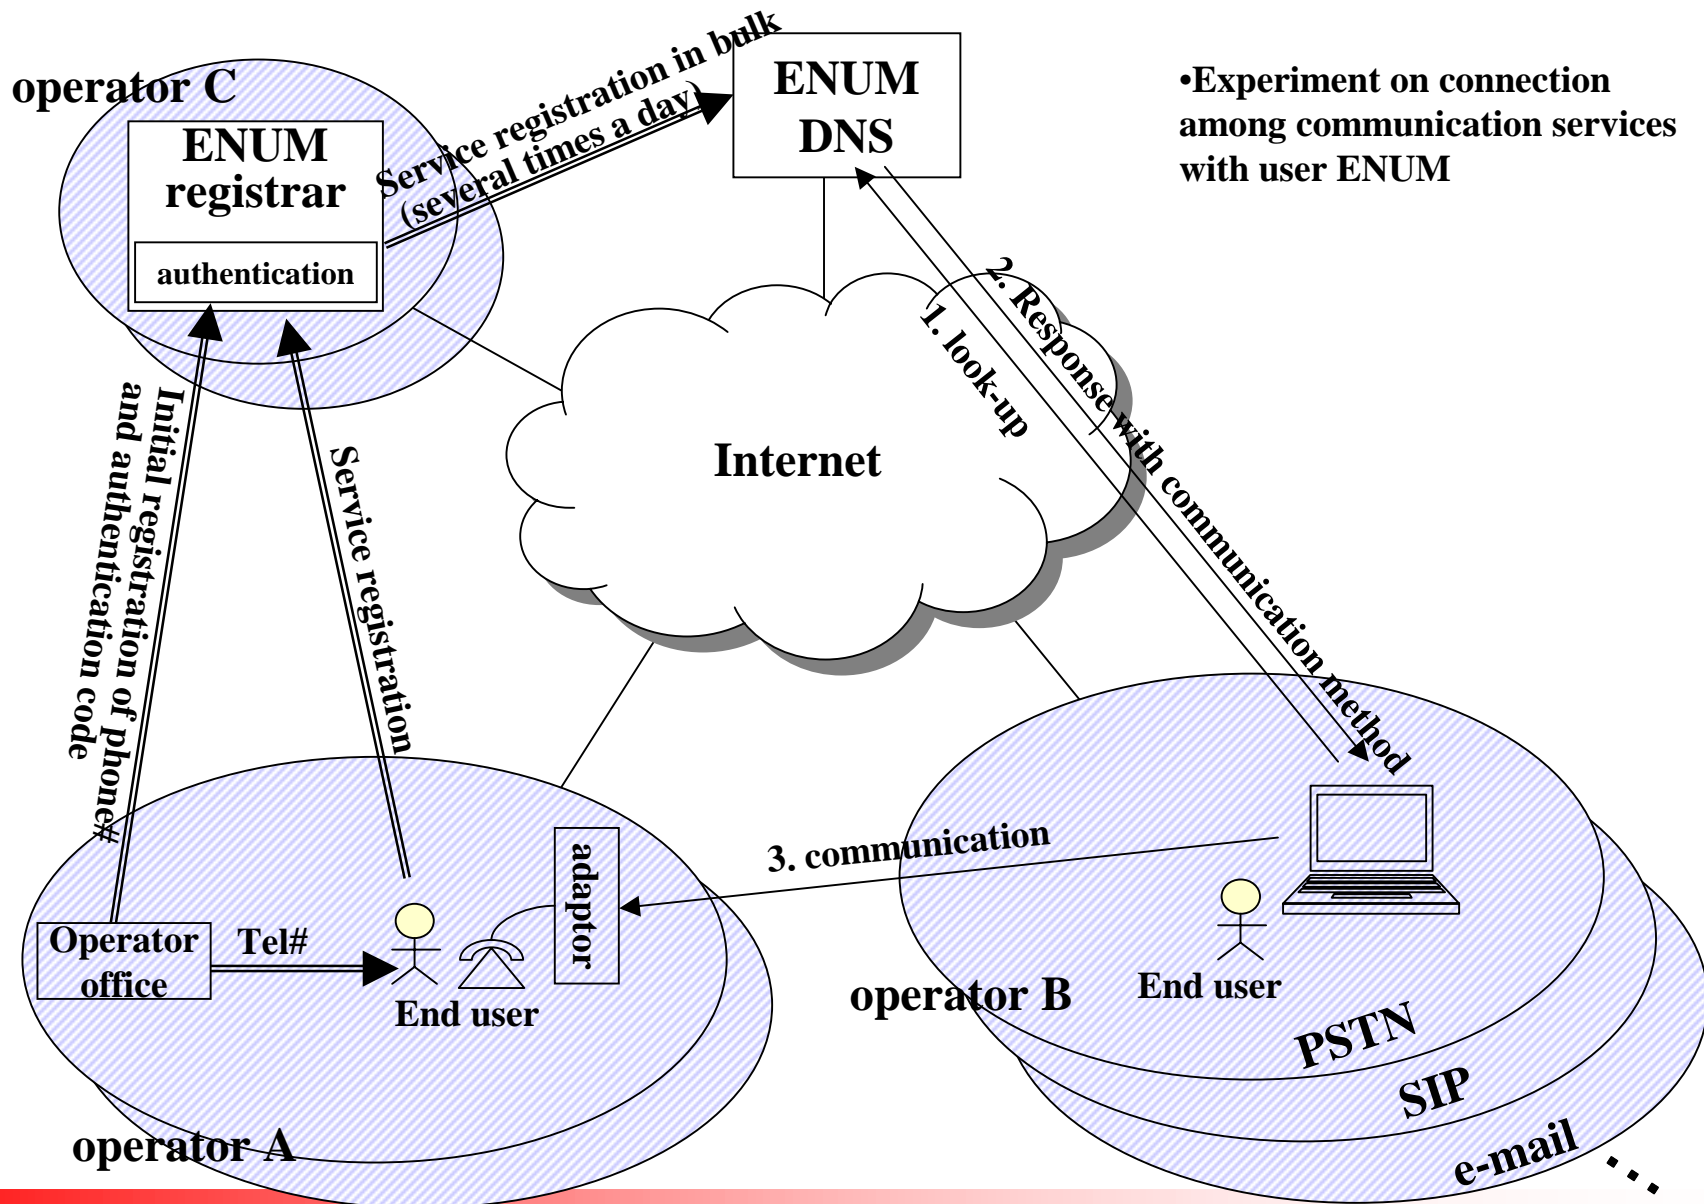 operator C
ENUM
registrar
authentication
Service registration in bulk
(several times a day)
ENUM
DNS
•Experiment on connection
among communication services
with user ENUM
Initial registration of phone#
and authentication code
Service registration
Internet
1. look-up
2. Response with communication method
3. communication
Operator
office
Tel#
End user
adaptor
operator A
operator B
End user
PSTN
SIP
e-mail
...